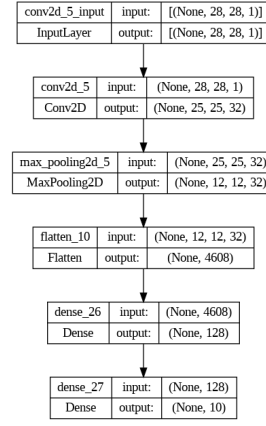 conv2d_5_input input: [(None, 28, 28, 1)]
InputLayer output: [(None, 28, 28, 1)]
conv2d_5 input: (None, 28, 28, 1)
Conv2D output: (None, 25, 25, 32)
max_pooling2d_5 input: (None, 25, 25, 32)
MaxPooling2D output: (None, 12, 12, 32)
flatten_10 input: (None, 12, 12, 32)
Flatten output: (None, 4608)
dense_26 input: (None, 4608)
Dense output: (None, 128)
dense_27 input: (None, 128)
Dense output: (None, 10)